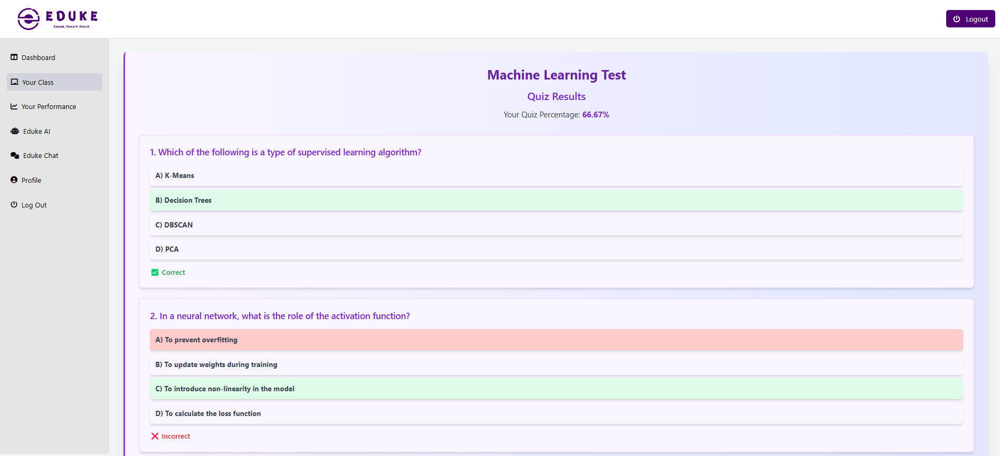 EDUKE
Engage, Educate, Evolve
Logout
Dashboard
Your Class
Your Performance
Eduke AI
Eduke Chat
Profile
Log Out
Machine Learning Test
Quiz Results
Your Quiz Percentage: 66.67%
1. Which of the following is a type of supervised learning algorithm?
A) K-Means
B) Decision Trees
C) DBSCAN
D) PCA
Correct
2. In a neural network, what is the role of the activation function?
A) To prevent overfitting
B) To update weights during training
C) To introduce non-linearity in the model
D) To calculate the loss function
Incorrect